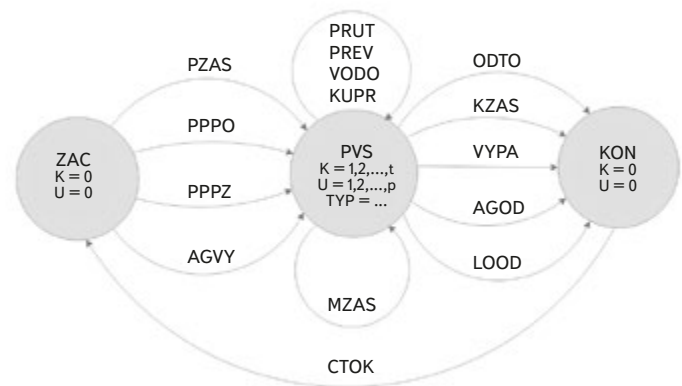 PRUT
PREV
VODO
KUPR
PZAS
ODTO
KZAS
PPPO
ZAC
K = 0
U = 0
PVS
K = 1,2,...,t
U = 1,2,...,p
TYP = ...
VYPA
KON
K = 0
U = 0
PPPZ
AGOD
AGVY
LOOD
MZAS
CTOK